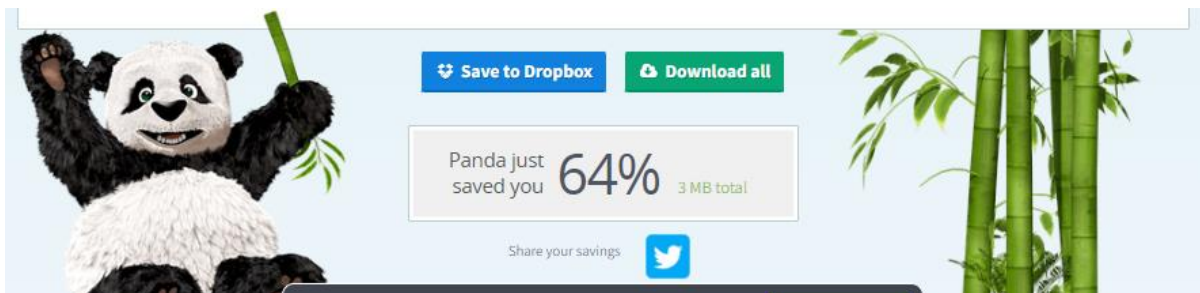 Save to Dropbox
Download all
Panda just
saved you
64%
3 MB total
Share your savings